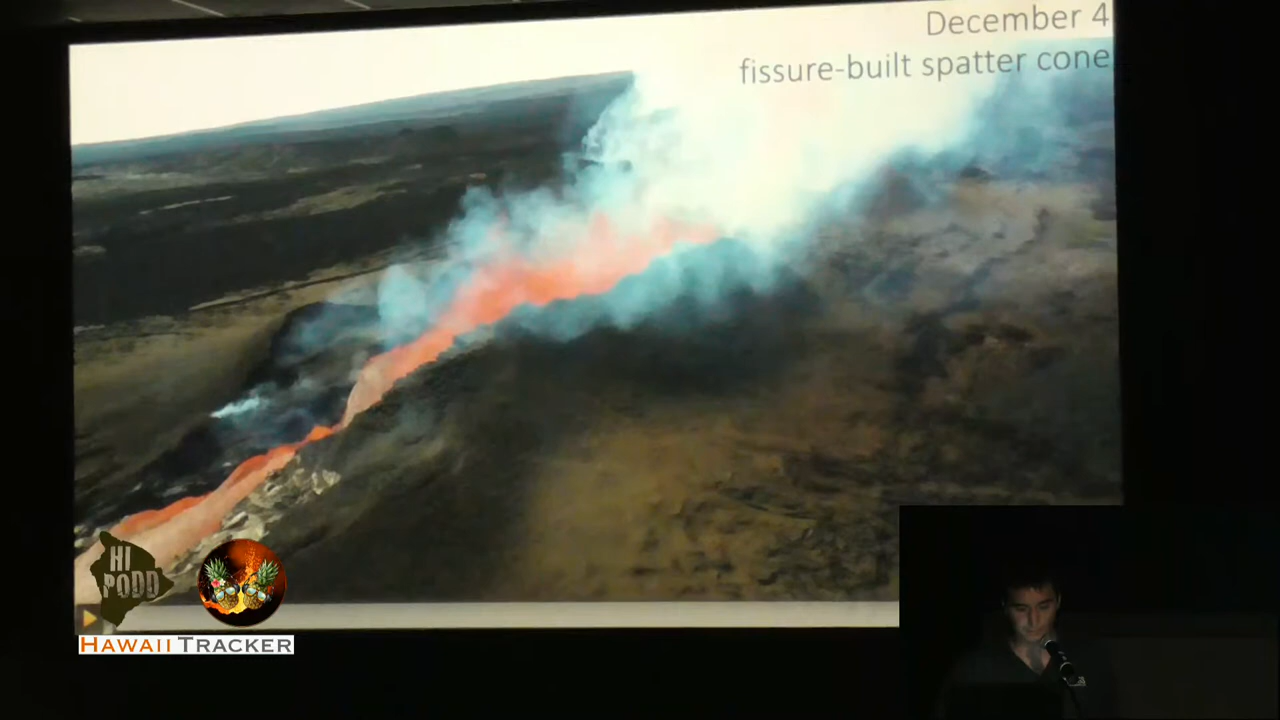 December 4
fissure-built spatter cone
HI
PODD
HAWAII TRACKER